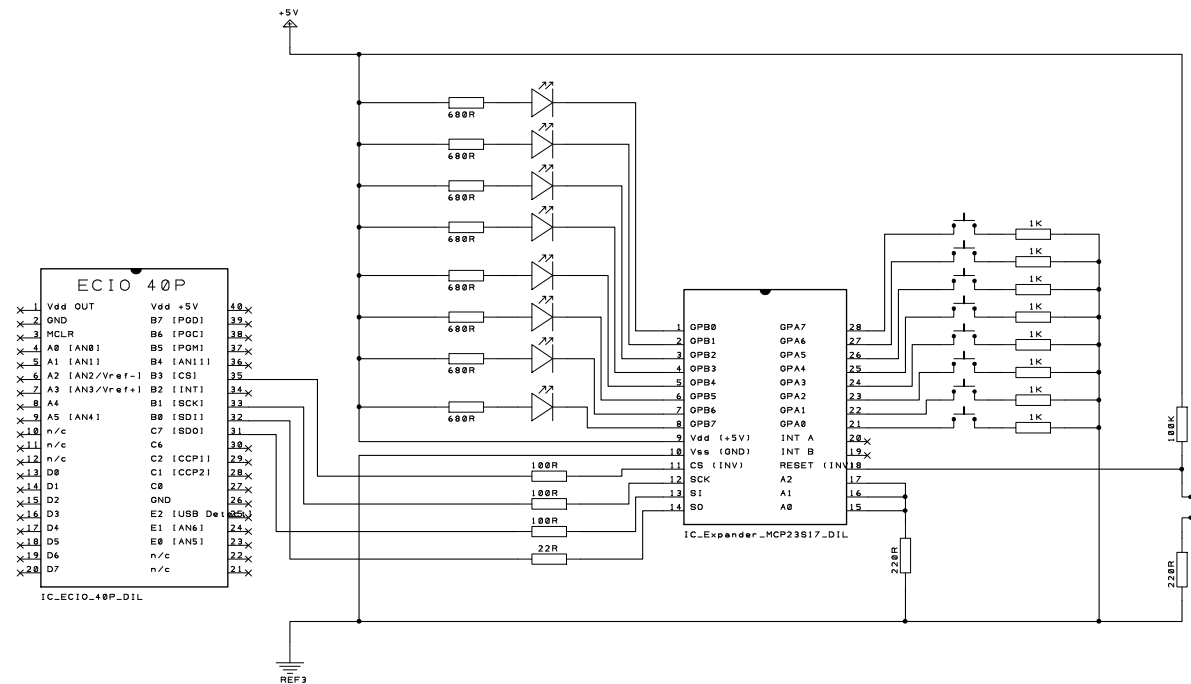 +5V
680R
680R
680R
680R
680R
680R
680R
680R
1K
1K
1K
1K
1K
1K
1K
1K
ECIO 40P
1 Vdd OUT Vdd +5V 40
2 GND B7 [PGD] 39
3 MCLR B6 [PGC] 38
4 A0 [AN0] B5 [PGM] 37
5 A1 [AN1] B4 [AN11] 36
6 A2 [AN2/Vref-] B3 [CS] 35
7 A3 [AN3/Vref+] B2 [INT] 34
8 A4 B1 [SCK] 33
9 A5 [AN4] B0 [SDI] 32
10 n/c C7 [SDO] 31
11 n/c C6 30
12 n/c C2 [CCP1] 29
13 D0 C1 [CCP2] 28
14 D1 C0 27
15 D2 GND 26
16 D3 E2 [USB Detect] 25
17 D4 E1 [AN6] 24
18 D5 E0 [AN5] 23
19 D6 n/c 22
20 D7 n/c 21
IC_ECIO_40P_DIL
1 GPB0 GPA7 28
2 GPB1 GPA6 27
3 GPB2 GPA5 26
4 GPB3 GPA4 25
5 GPB4 GPA3 24
6 GPB5 GPA2 23
7 GPB6 GPA1 22
8 GPB7 GPA0 21
9 Vdd (+5V) INT A 20
10 Vss (GND) INT B 19
11 CS (INV) RESET (INV) 18
12 SCK A2 17
13 SI A1 16
14 SO A0 15
IC_Expander_MCP23S17_DIL
100R
100R
100R
22R
100K
220R
220R
REF3